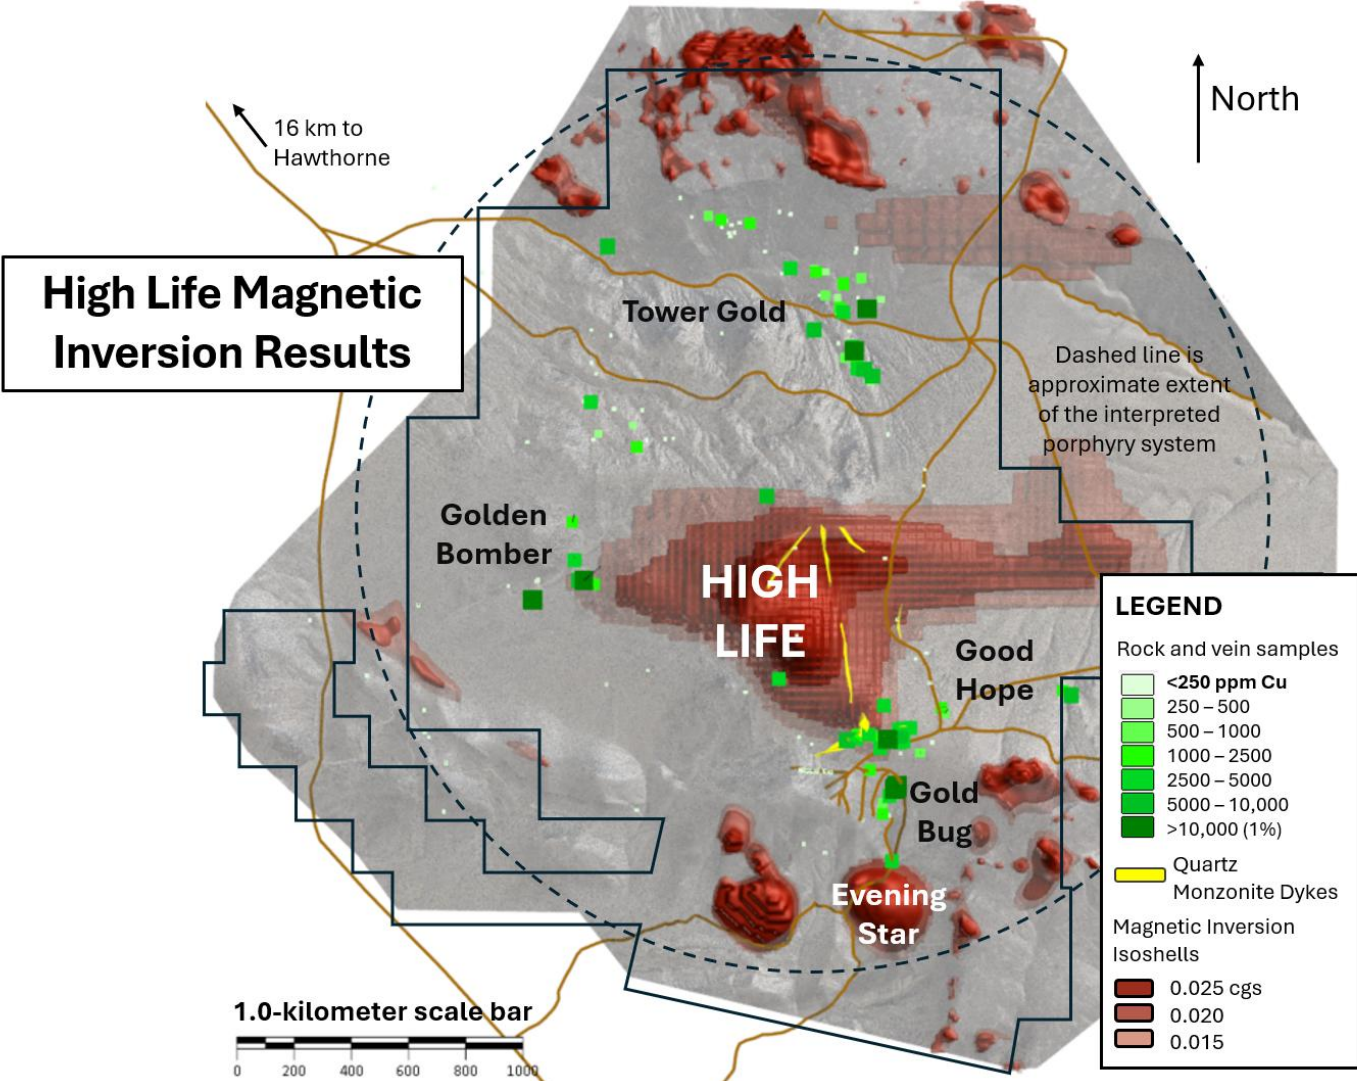 North
16 km to
Hawthorne
High Life Magnetic
Inversion Results
Tower Gold
Dashed line is
approximate extent
of the interpreted
porphyry system
Golden
Bomber
HIGH
LIFE
Good
Hope
Gold
Bug
Evening
Star
LEGEND
Rock and vein samples
<250 ppm Cu
250 – 500
500 – 1000
1000 – 2500
2500 – 5000
5000 – 10,000
>10,000 (1%)
Quartz
Monzonite Dykes
Magnetic Inversion
Isoshells
0.025 cgs
0.020
0.015
1.0-kilometer scale bar
0 200 400 600 800 1000